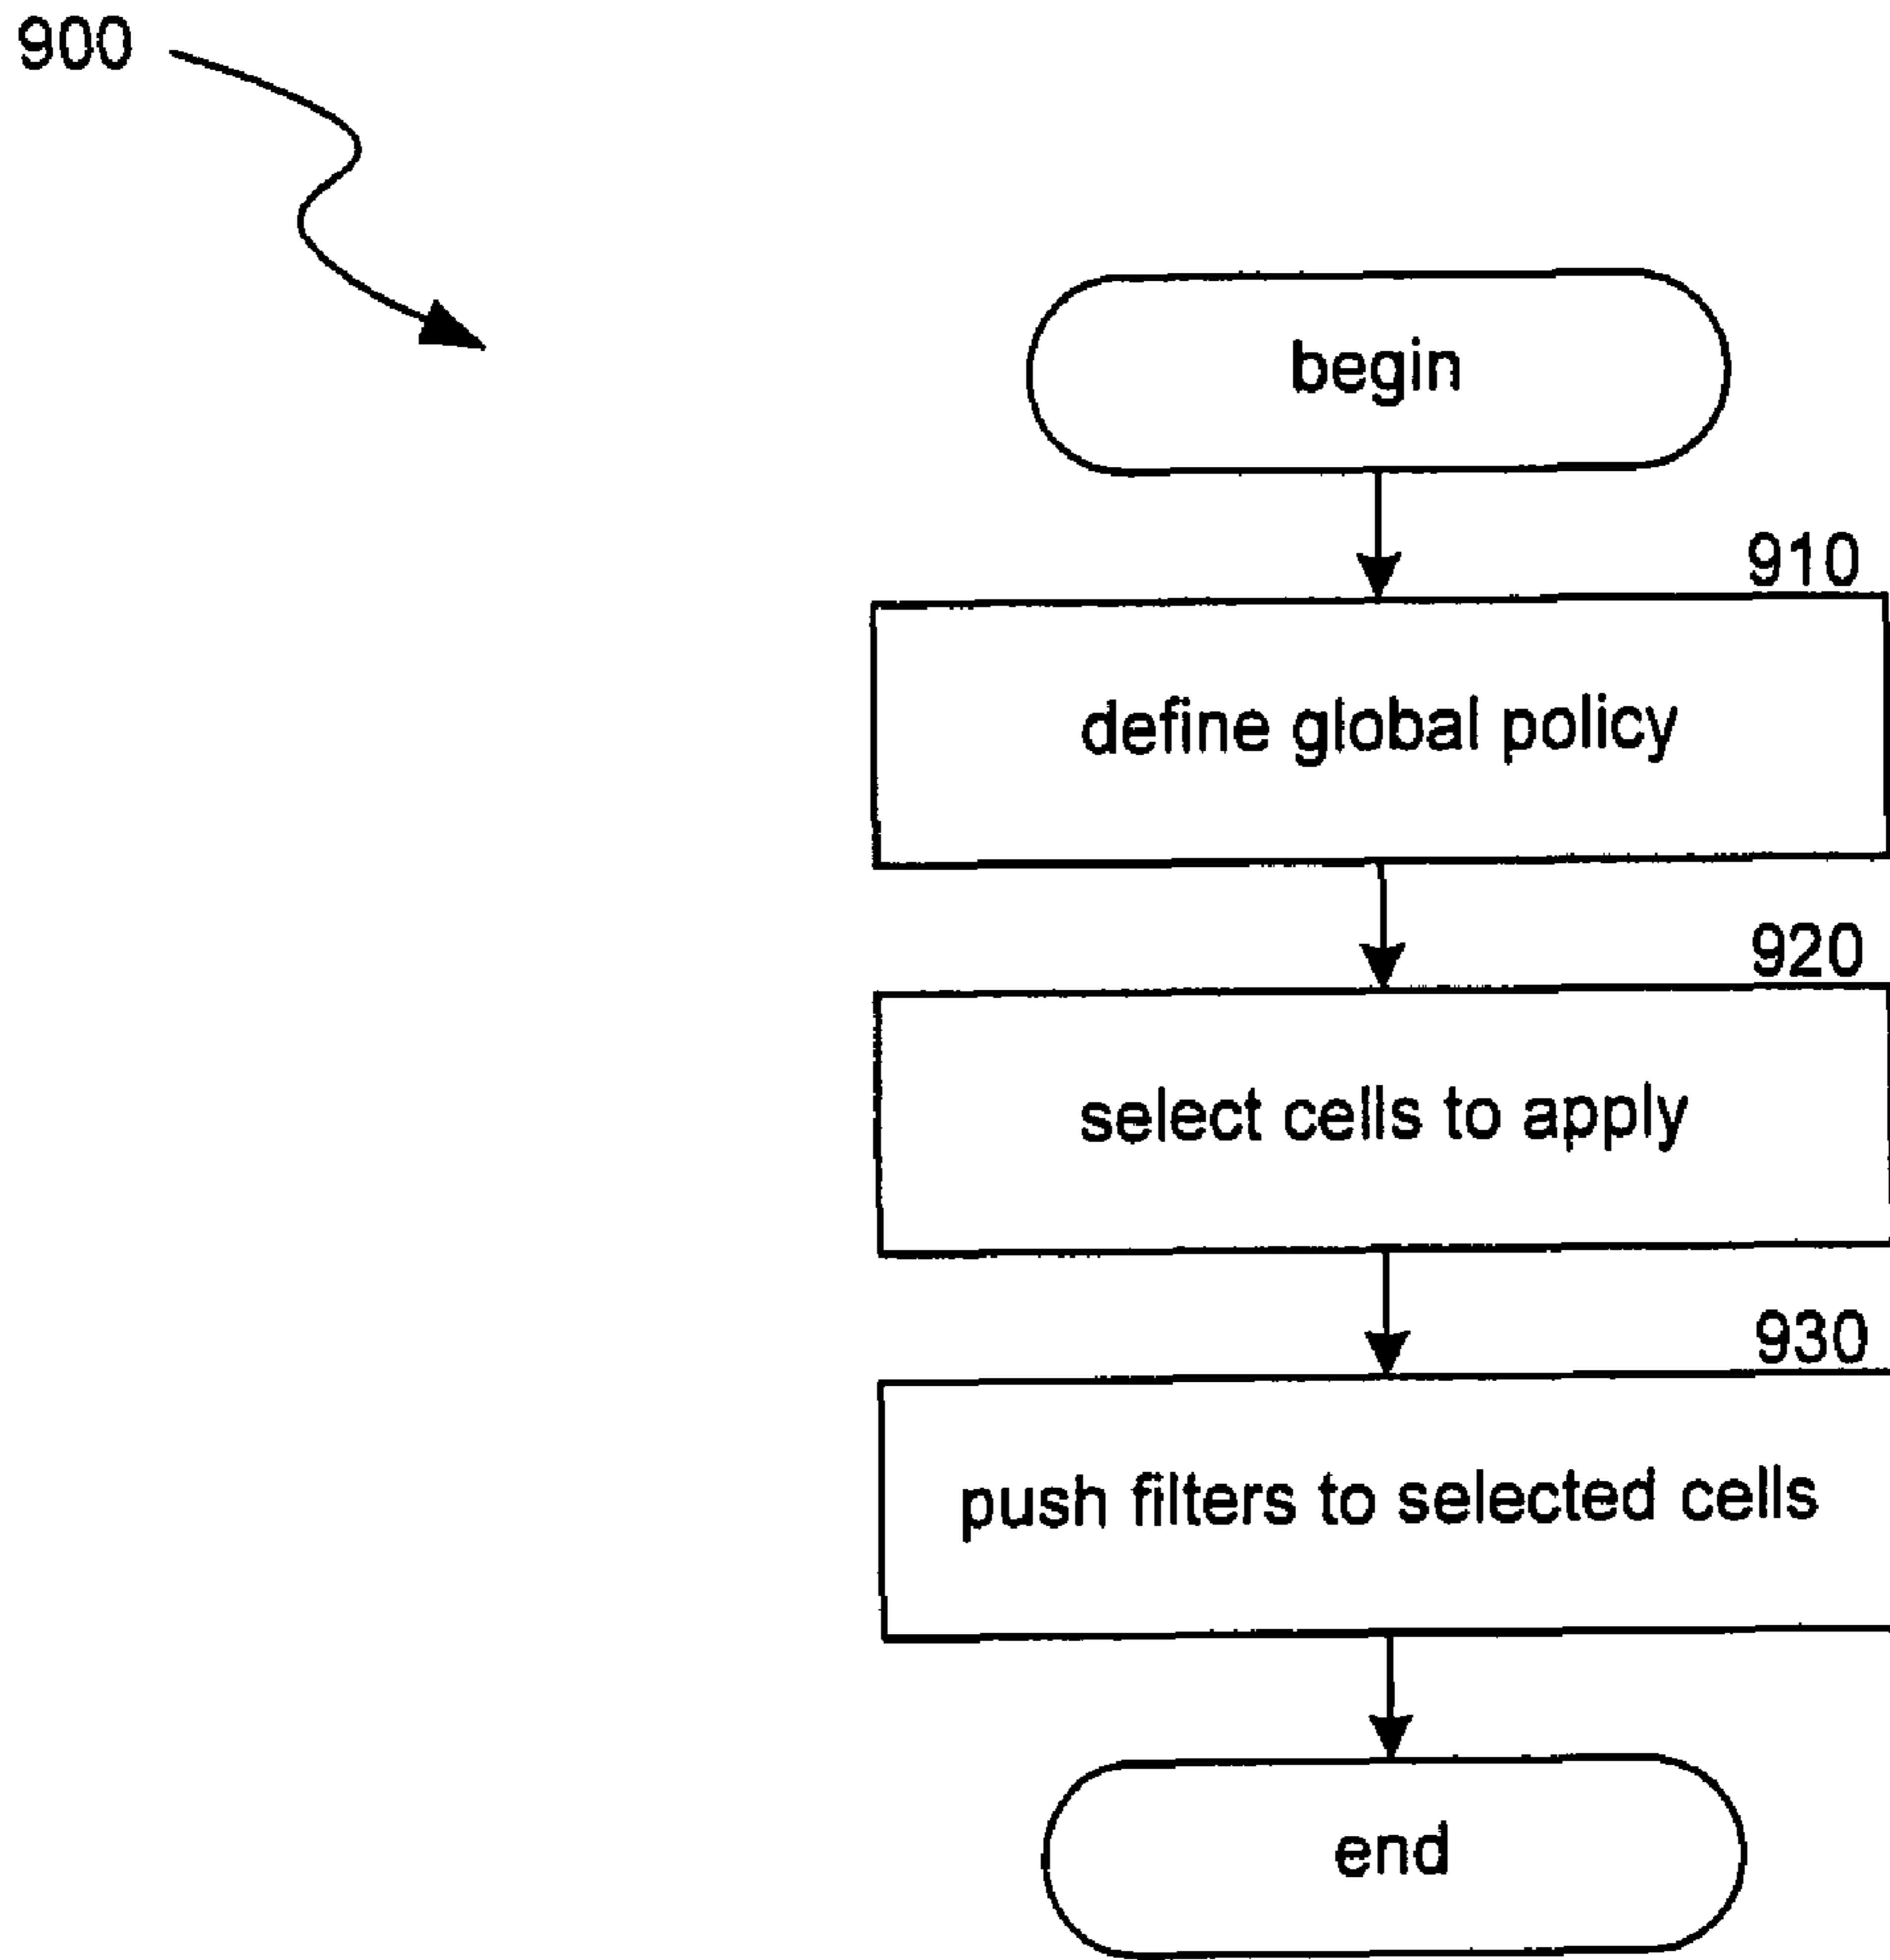 900
begin
910
define global policy
920
select cells to apply
930
push filters to selected cells
end